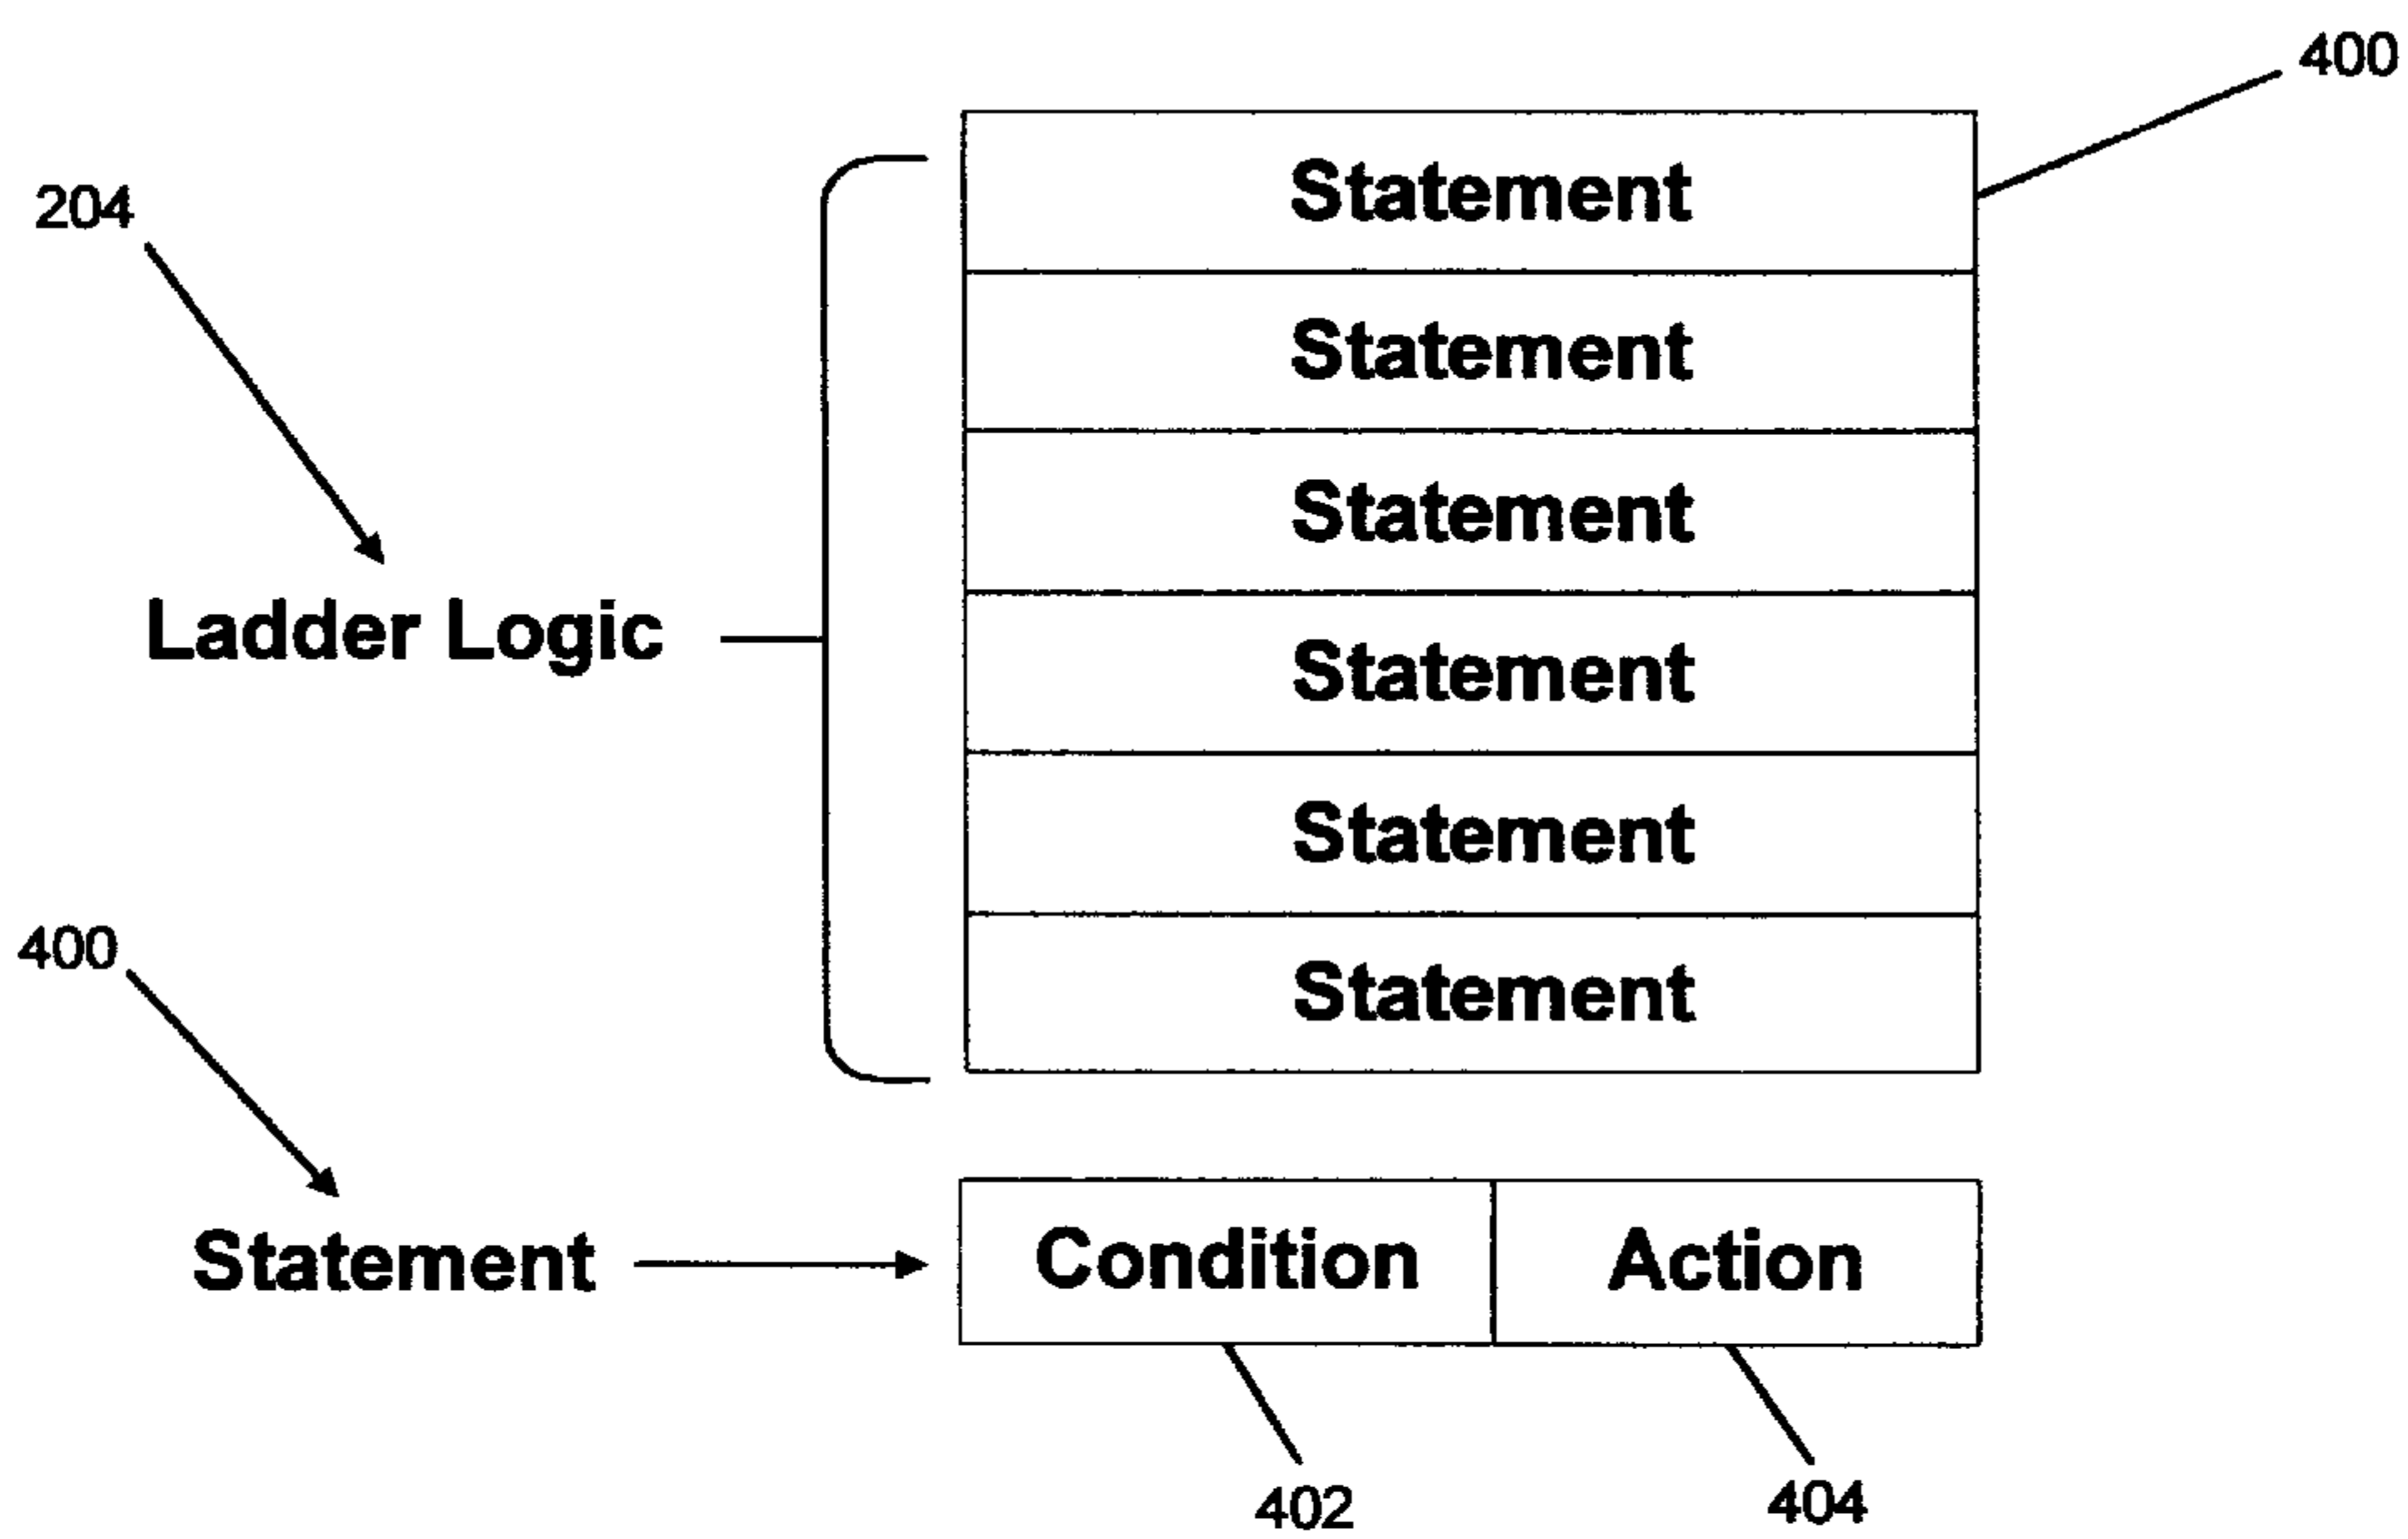 400
Statement
204
Statement
Statement
Ladder Logic
Statement
Statement
400
Statement
Statement
Condition
Action
402
404